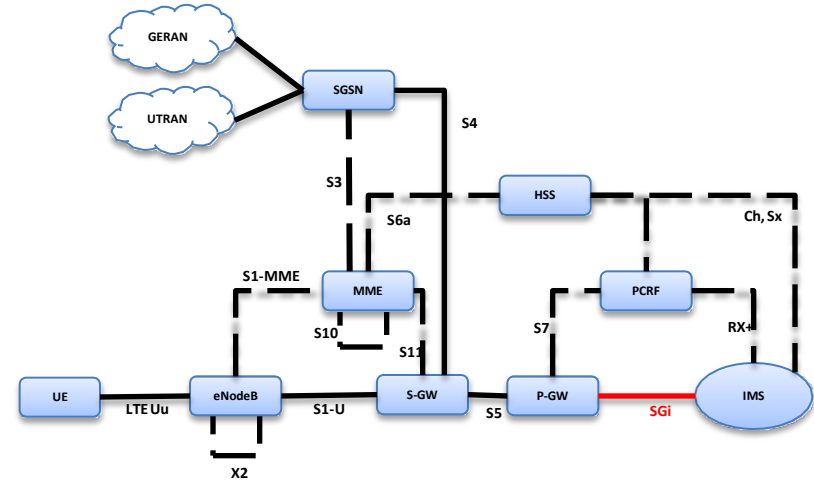 GERAN
SGSN
UTRAN
S4
S3
HSS
S6a
Ch, Sx
S1-MME
MME
PCRF
S10
S7
RX+
S11
UE
eNodeB
S-GW
P-GW
IMS
LTE Uu
S1-U
S5
SGi
X2